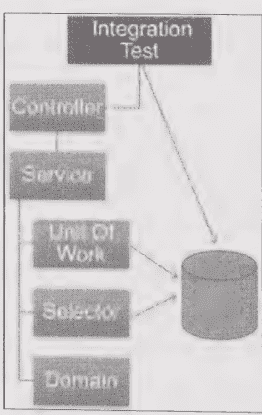 Integration
Test
Controller
Service
Unit Of
Work
Selector
Domain